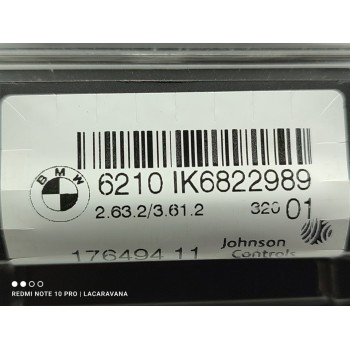 BMW
6210 IK6822989
2.63.2/3.61.2 320 01
176494 11 Johnson
Controls
REDMI NOTE 10 PRO | LACARAVANA